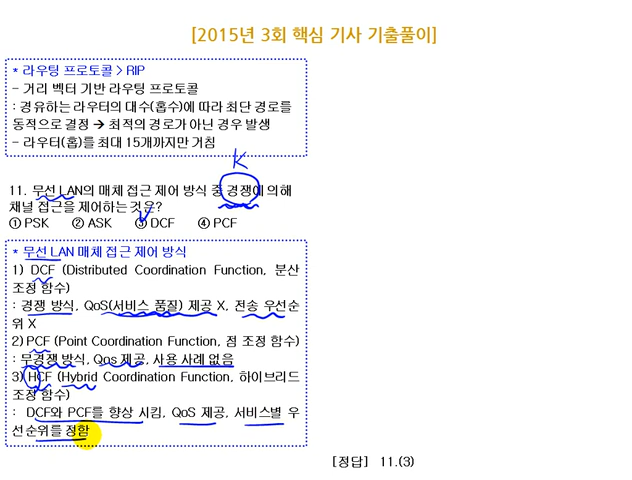 [2015년 3회 핵심 기사 기출풀이]
* 라우팅 프로토콜 > RIP
- 거리 벡터 기반 라우팅 프로토콜
: 경유하는 라우터의 대수(홉수)에 따라 최단 경로를
동적으로 결정 → 최적의 경로가 아닌 경우 발생
- 라우터(홉)를 최대 15개까지만 거침
K
11. 무선 LAN의 매체 접근 제어 방식 중 경쟁에 의해
채널 접근을 제어하는 것은?
① PSK ② ASK ③ DCF ④ PCF
* 무선 LAN 매체 접근 제어 방식
1) DCF (Distributed Coordination Function, 분산
조정 함수)
: 경쟁 방식, QoS(서비스 품질) 제공 X, 전송 우선순
위 X
2) PCF (Point Coordination Function, 점 조정 함수)
: 무경쟁 방식, Qos 제공, 사용 사례 없음
3) HCF (Hybrid Coordination Function, 하이브리드
조정 함수)
: DCF와 PCF를 향상 시킴, QoS 제공, 서비스별 우
선순위를 정함
[정답] 11.(3)